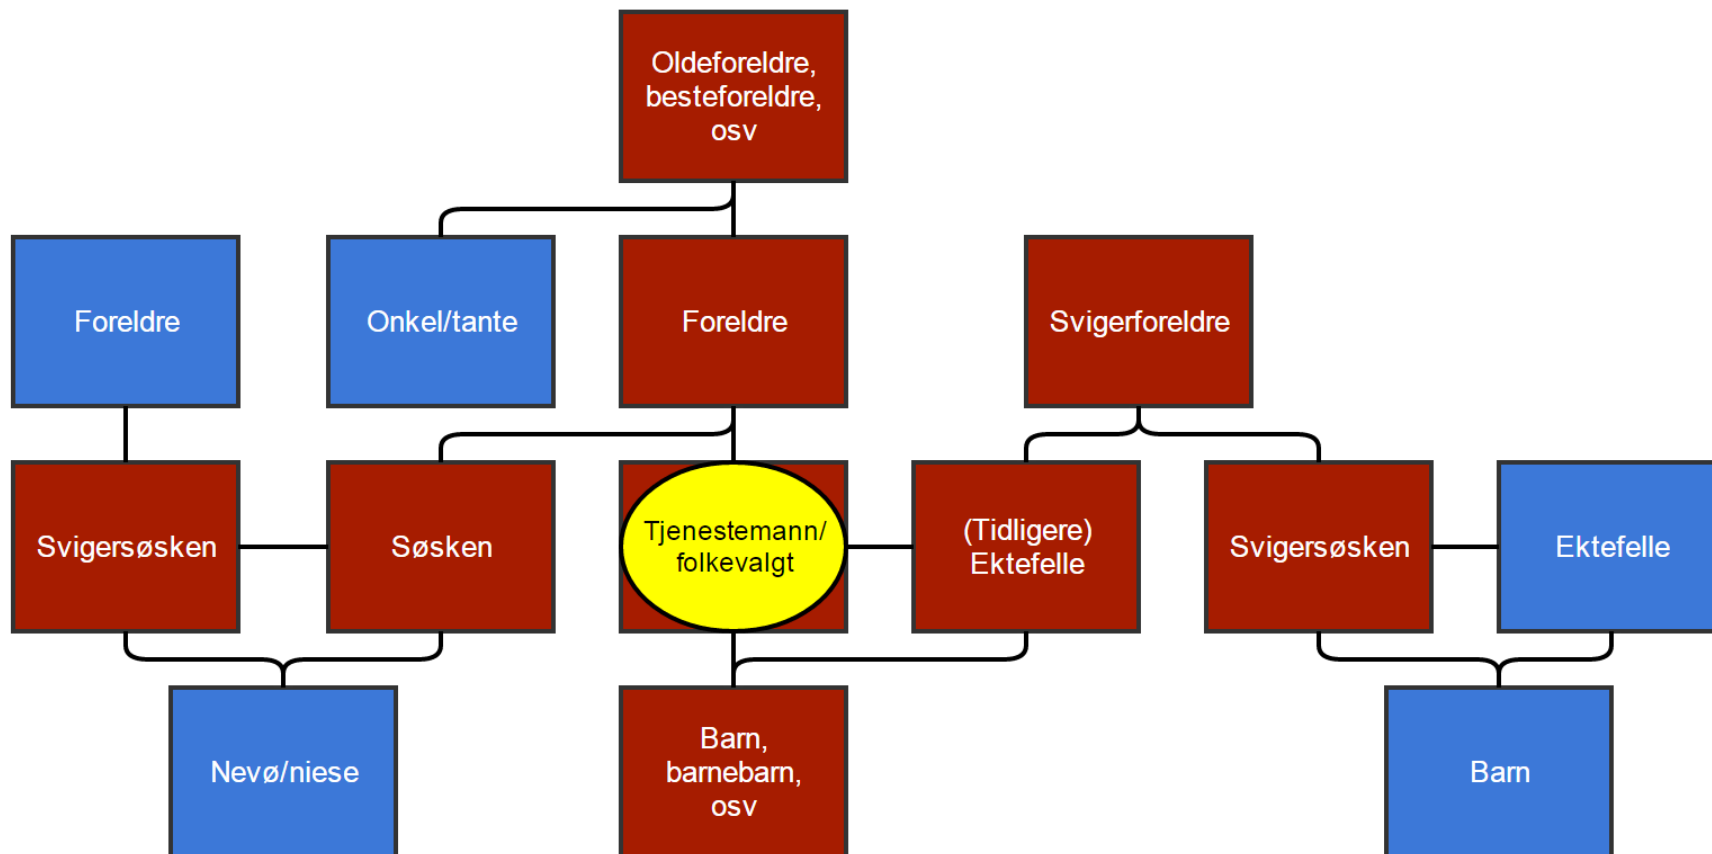 Oldeforeldre,
besteforeldre,
osv
Foreldre
Onkel/tante
Foreldre
Svigerforeldre
Svigersøsken
Søsken
Tjenestemann/
folkevalgt
(Tidligere)
Ektefelle
Svigersøsken
Ektefelle
Nevø/niese
Barn,
barnebarn,
osv
Barn